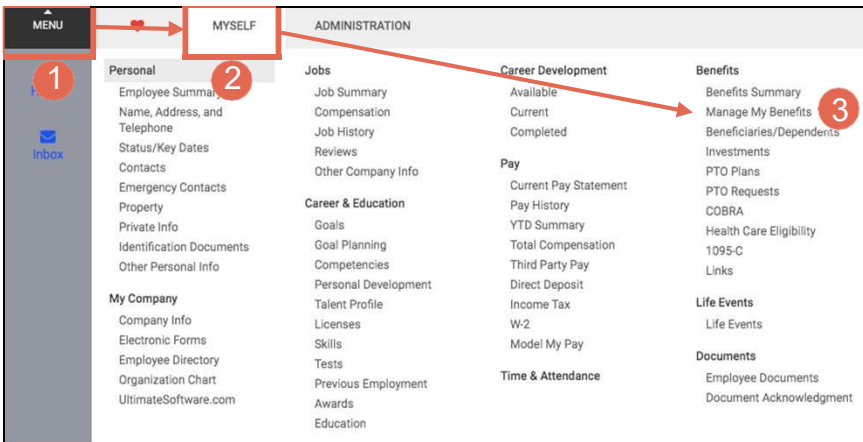 MENU
MYSELF
ADMINISTRATION
1
2
3
Inbox
Personal
Employee Summary
Name, Address, and
Telephone
Status/Key Dates
Contacts
Emergency Contacts
Property
Private Info
Identification Documents
Other Personal Info
My Company
Company Info
Electronic Forms
Employee Directory
Organization Chart
UltimateSoftware.com
Jobs
Job Summary
Compensation
Job History
Reviews
Other Company Info
Career & Education
Goals
Goal Planning
Competencies
Personal Development
Talent Profile
Licenses
Skills
Tests
Previous Employment
Awards
Education
Career Development
Available
Current
Completed
Pay
Current Pay Statement
Pay History
YTD Summary
Total Compensation
Third Party Pay
Direct Deposit
Income Tax
W-2
Model My Pay
Time & Attendance
Benefits
Benefits Summary
Manage My Benefits
Beneficiaries/Dependents
Investments
PTO Plans
PTO Requests
COBRA
Health Care Eligibility
1095-C
Links
Life Events
Life Events
Documents
Employee Documents
Document Acknowledgment